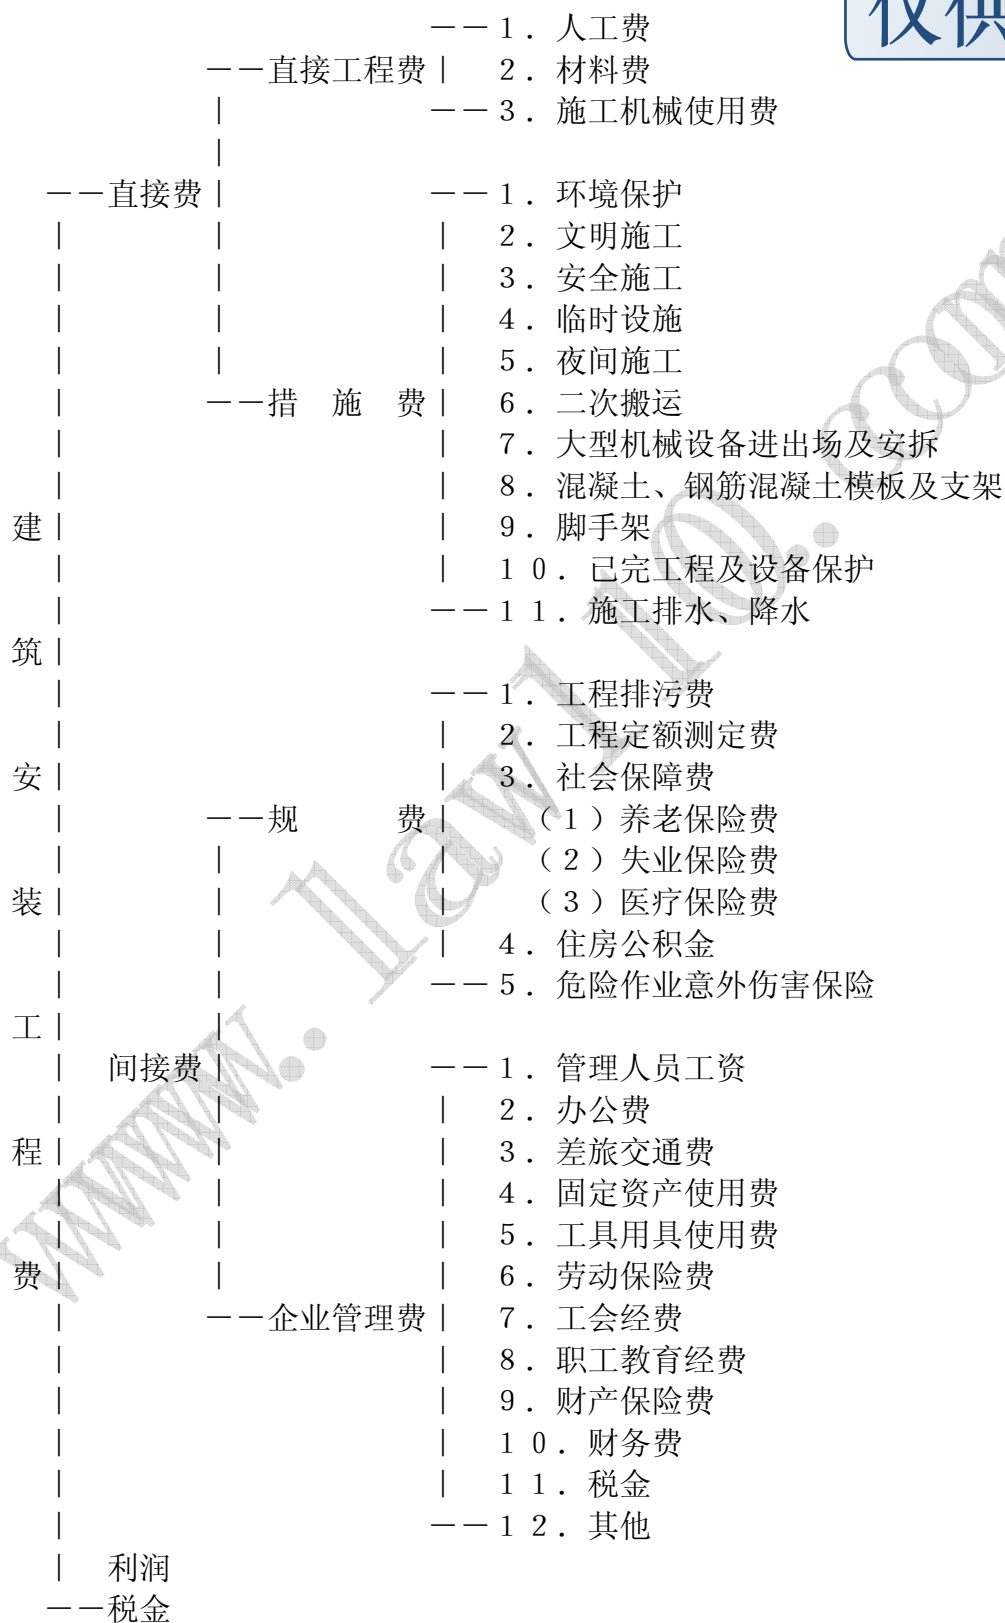 仅供
－－１．人工费
－－直接工程费｜　２．材料费
｜　－－３．施工机械使用费
｜
－－直接费｜　－－１．环境保护
｜　｜　｜　２．文明施工
｜　｜　｜　３．安全施工
｜　｜　｜　４．临时设施
｜　｜　｜　５．夜间施工
｜　－－措　施　费｜　６．二次搬运
｜　｜　７．大型机械设备进出场及安拆
｜　｜　８．混凝土、钢筋混凝土模板及支架
建｜　｜　９．脚手架
｜　｜　１０．已完工程及设备保护
｜　－－１１．施工排水、降水
筑｜
｜　－－１．工程排污费
｜　｜　２．工程定额测定费
安｜　｜　３．社会保障费
｜　－－规　　　费｜　（１）养老保险费
｜　｜　｜　（２）失业保险费
装｜　｜　｜　（３）医疗保险费
｜　｜　｜　４．住房公积金
｜　｜　－－５．危险作业意外伤害保险
工｜　｜
｜　间接费｜　－－１．管理人员工资
｜　｜　｜　２．办公费
程｜　｜　｜　３．差旅交通费
｜　｜　｜　４．固定资产使用费
｜　｜　｜　５．工具用具使用费
费｜　｜　｜　６．劳动保险费
｜　－－企业管理费｜　７．工会经费
｜　｜　８．职工教育经费
｜　｜　９．财产保险费
｜　｜　１０．财务费
｜　｜　１１．税金
｜　－－１２．其他
｜　利润
－－税金
www.law110.com